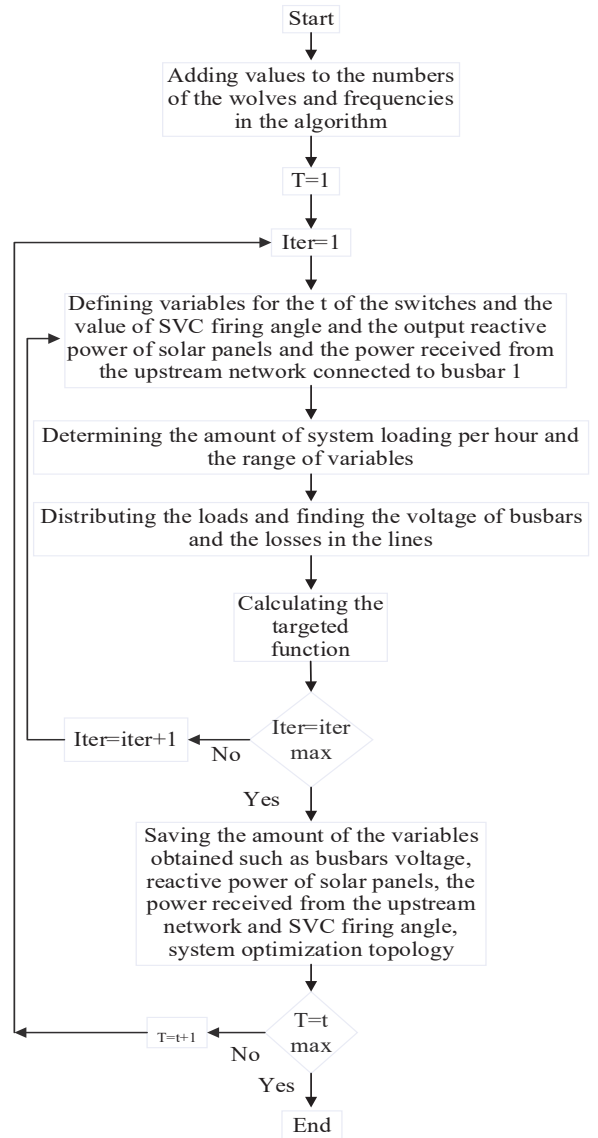 Start
Adding values to the numbers
of the wolves and frequencies
in the algorithm
T=1
Iter=1
Defining variables for the t of the switches and the
value of SVC firing angle and the output reactive
power of solar panels and the power received from
the upstream network connected to busbar 1
Determining the amount of system loading per hour and
the range of variables
Distributing the loads and finding the voltage of busbars
and the losses in the lines
Calculating the
targeted
function
Iter=iter
max
Iter=iter+1
No
Yes
Saving the amount of the variables
obtained such as busbars voltage,
reactive power of solar panels, the
power received from the upstream
network and SVC firing angle,
system optimization topology
T=t
max
T=t+1
No
Yes
End